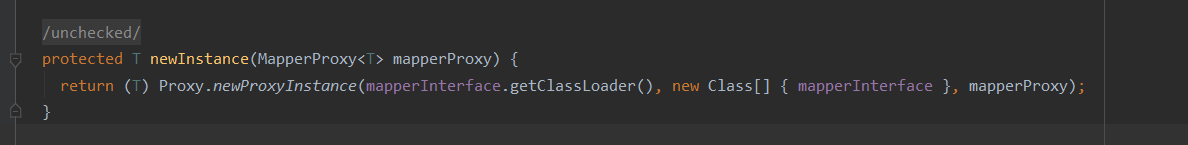 /unchecked/
protected T newInstance(MapperProxy<T> mapperProxy) {
return (T) Proxy.newProxyInstance(mapperInterface.getClassLoader(), new Class[] { mapperInterface }, mapperProxy);
}